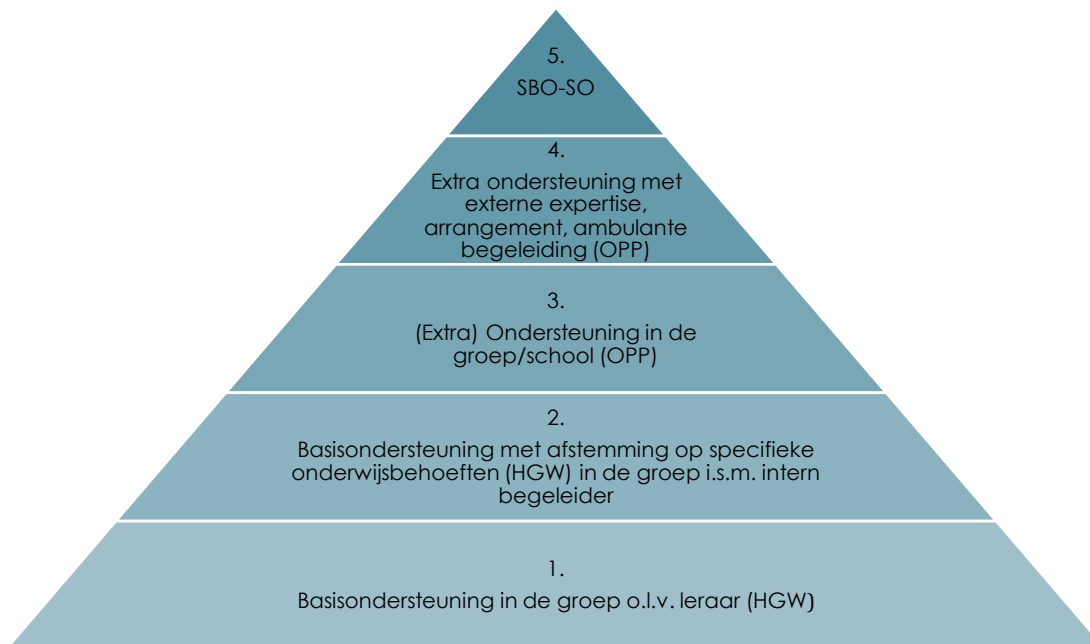 5.
SBO-SO
4.
Extra ondersteuning met
externe expertise,
arrangement, ambulante
begeleiding (OPP)
3.
(Extra) Ondersteuning in de
groep/school (OPP)
2.
Basisondersteuning met afstemming op specifieke
onderwijsbehoeften (HGW) in de groep i.s.m. intern
begeleider
1.
Basisondersteuning in de groep o.l.v. leraar (HGW)